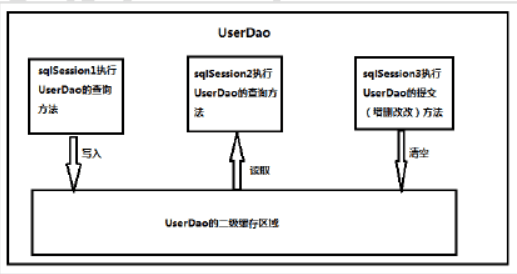 UserDao
sqlSession1执行
UserDao的查询
方法
sqlSession2执行
UserDao的查询方
法
sqlSession3执行
UserDao的提交
（增删改改）方法
写入
读取
清空
UserDao的二级缓存区域